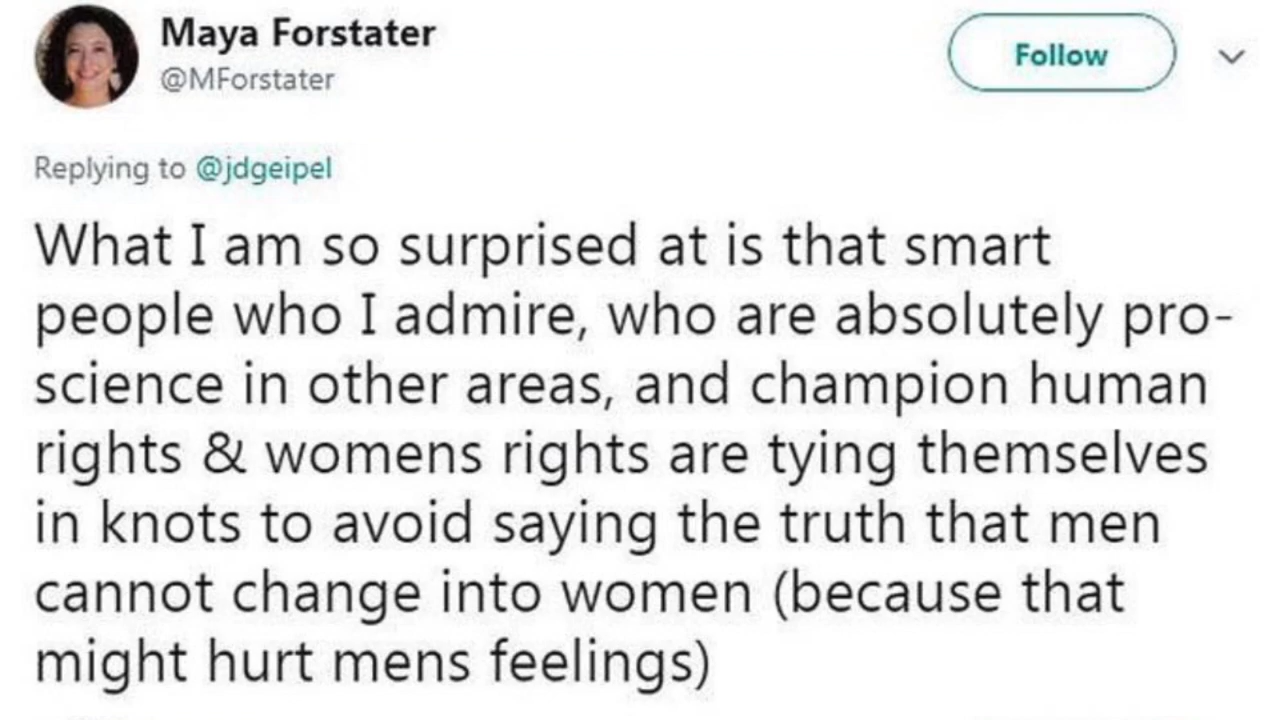 Maya Forstater
@MForstater
Follow
Replying to @jdgeipel
What I am so surprised at is that smart
people who I admire, who are absolutely pro-
science in other areas, and champion human
rights & womens rights are tying themselves
in knots to avoid saying the truth that men
cannot change into women (because that
might hurt mens feelings)